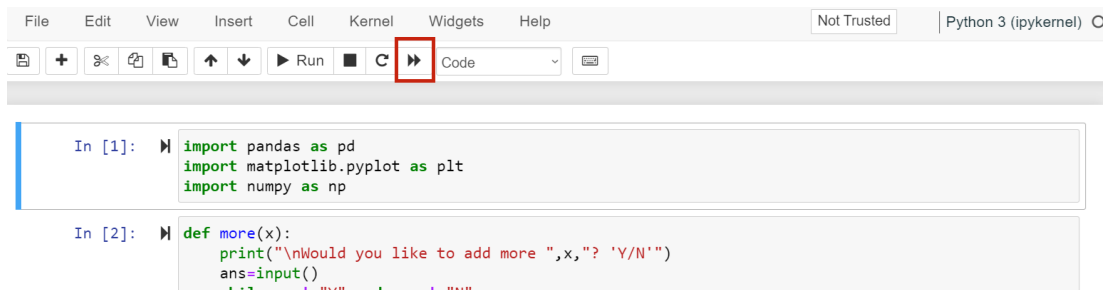 File Edit View Insert Cell Kernel Widgets Help Not Trusted Python 3 (ipykernel)
Run Code
In [1]: import pandas as pd
import matplotlib.pyplot as plt
import numpy as np
In [2]: def more(x):
print("\nWould you like to add more ",x,"? 'Y/N'")
ans=input()